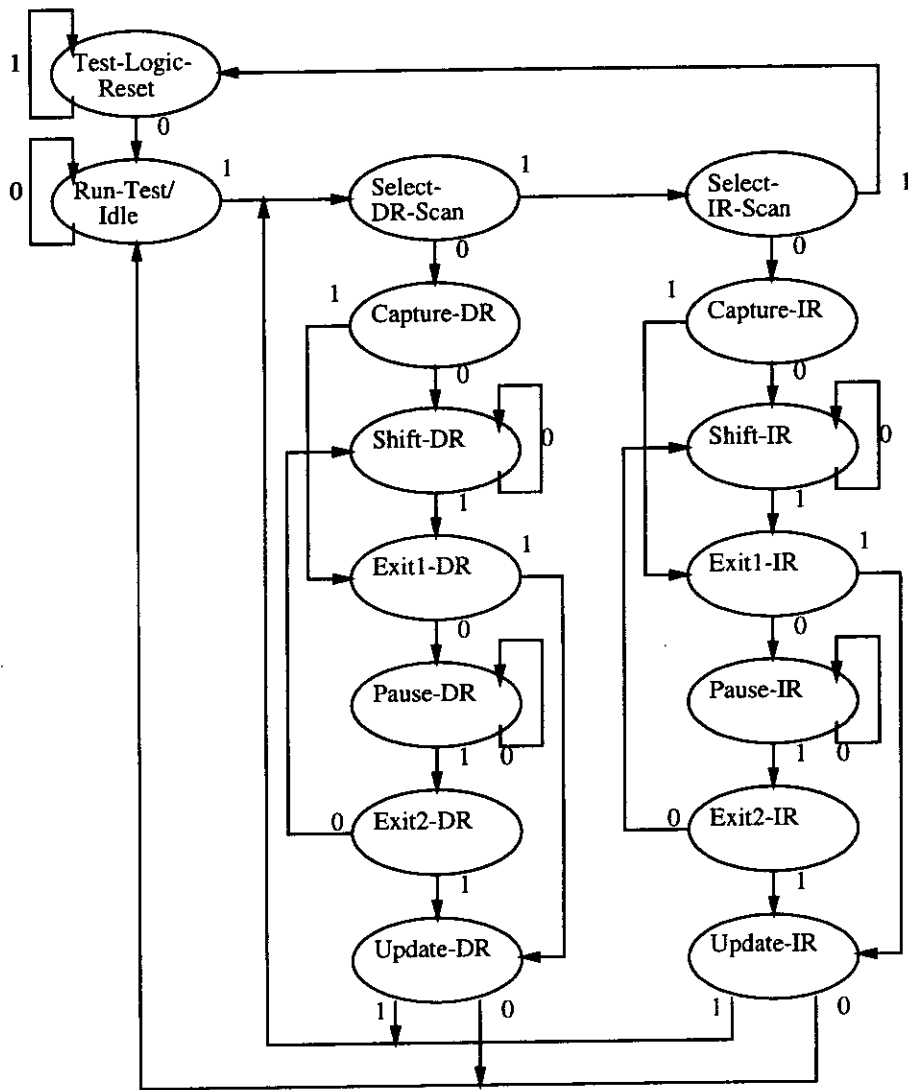 1
Test-Logic-
Reset
0
0
Run-Test/
Idle
1
Select-
DR-Scan
1
Select-
IR-Scan
1
0
0
1
Capture-DR
1
Capture-IR
0
0
Shift-DR
0
Shift-IR
0
1
1
Exit1-DR
1
Exit1-IR
1
0
0
Pause-DR
Pause-IR
1
0
1
0
0
Exit2-DR
0
Exit2-IR
1
1
Update-DR
Update-IR
1
0
1
0